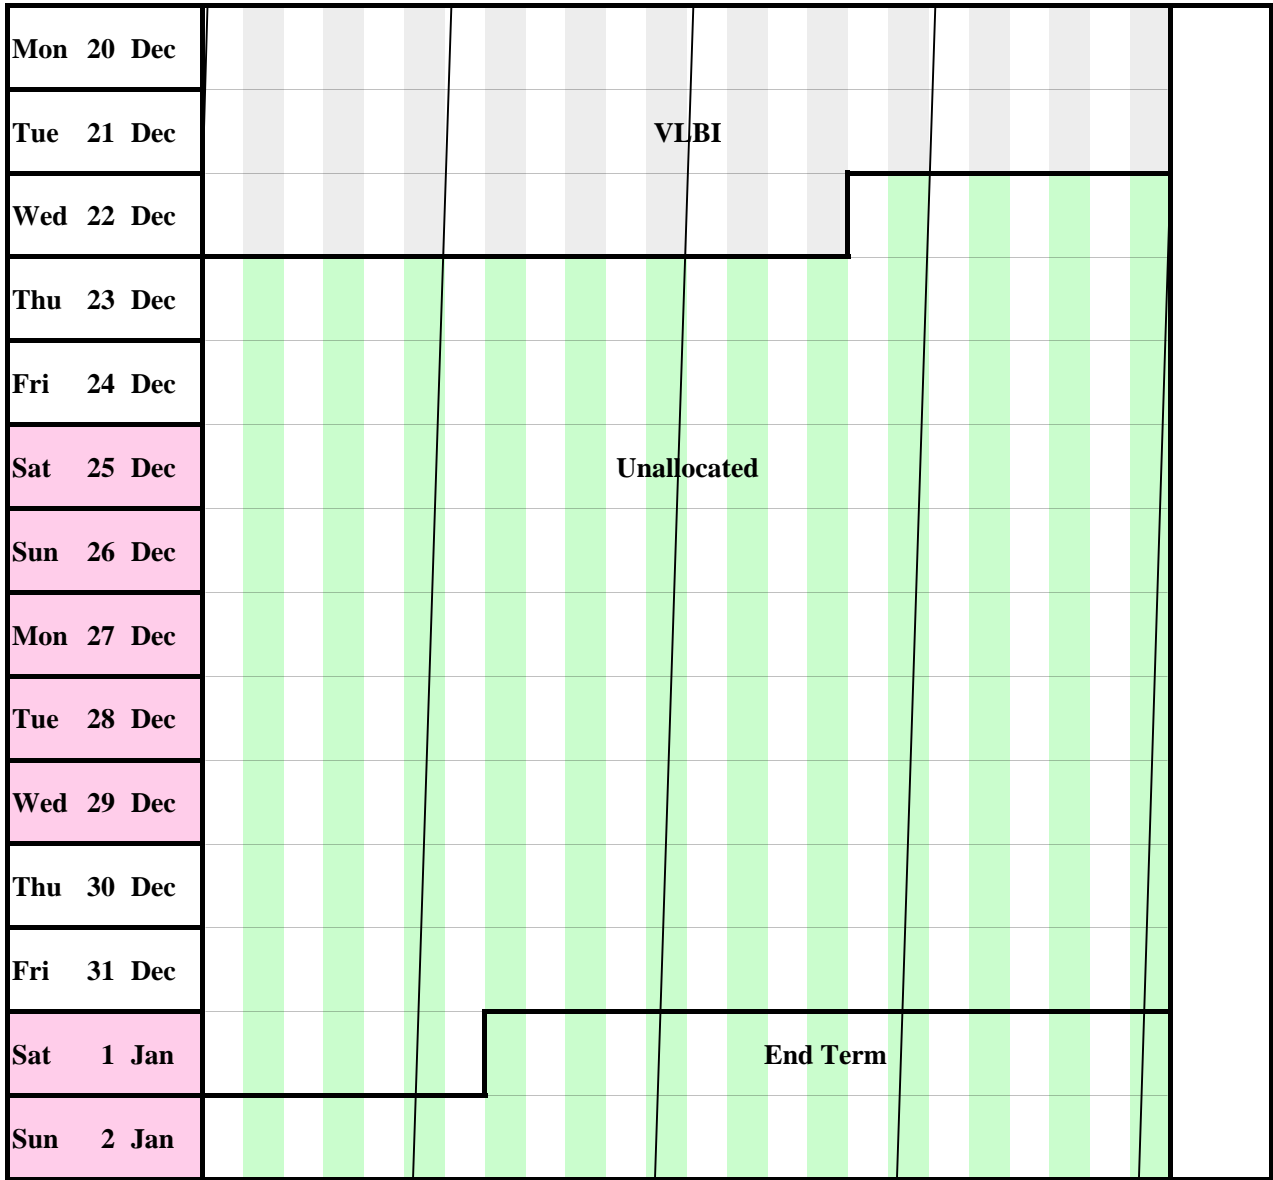 Mon 20 Dec
Tue 21 Dec VLBI
Wed 22 Dec
Thu 23 Dec
Fri 24 Dec
Sat 25 Dec Unallocated
Sun 26 Dec
Mon 27 Dec
Tue 28 Dec
Wed 29 Dec
Thu 30 Dec
Fri 31 Dec
Sat 1 Jan End Term
Sun 2 Jan